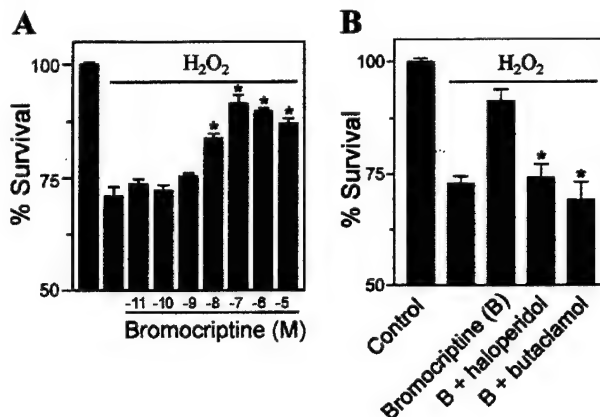 A
H₂O₂
100
75
50
% Survival
* * * *
-11 -10 -9 -8 -7 -6 -5
Bromocriptine (M)
B
H₂O₂
100
75
50
% Survival
* *
Control
Bromocriptine (B)
B + haloperidol
B + butaclamol